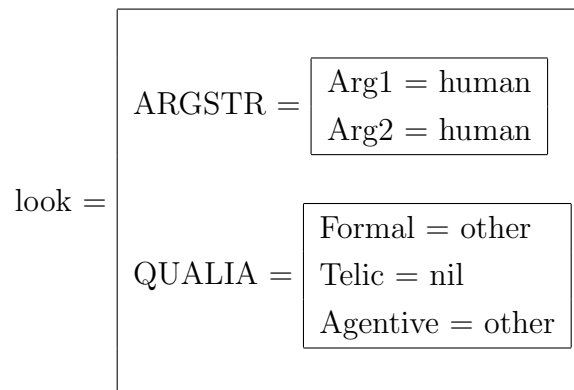 look =
ARGSTR =
Arg1 = human
Arg2 = human
QUALIA =
Formal = other
Telic = nil
Agentive = other